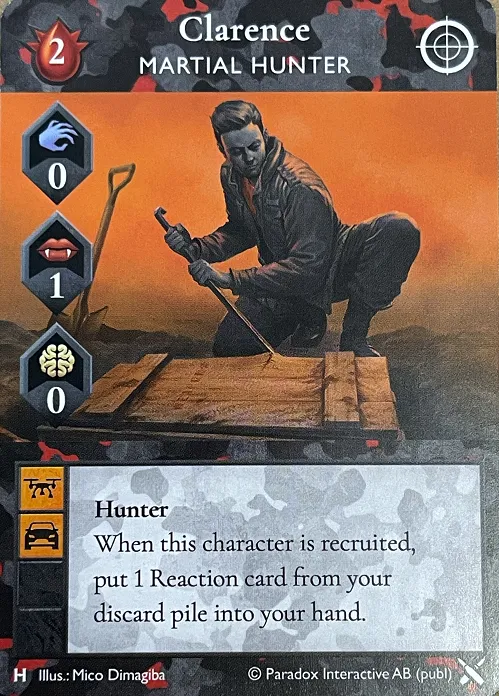 2
Clarence
MARTIAL HUNTER
0
1
0
Hunter
When this character is recruited,
put 1 Reaction card from your
discard pile into your hand.
H Illus.: Mico Dimagiba
© Paradox Interactive AB (publ)